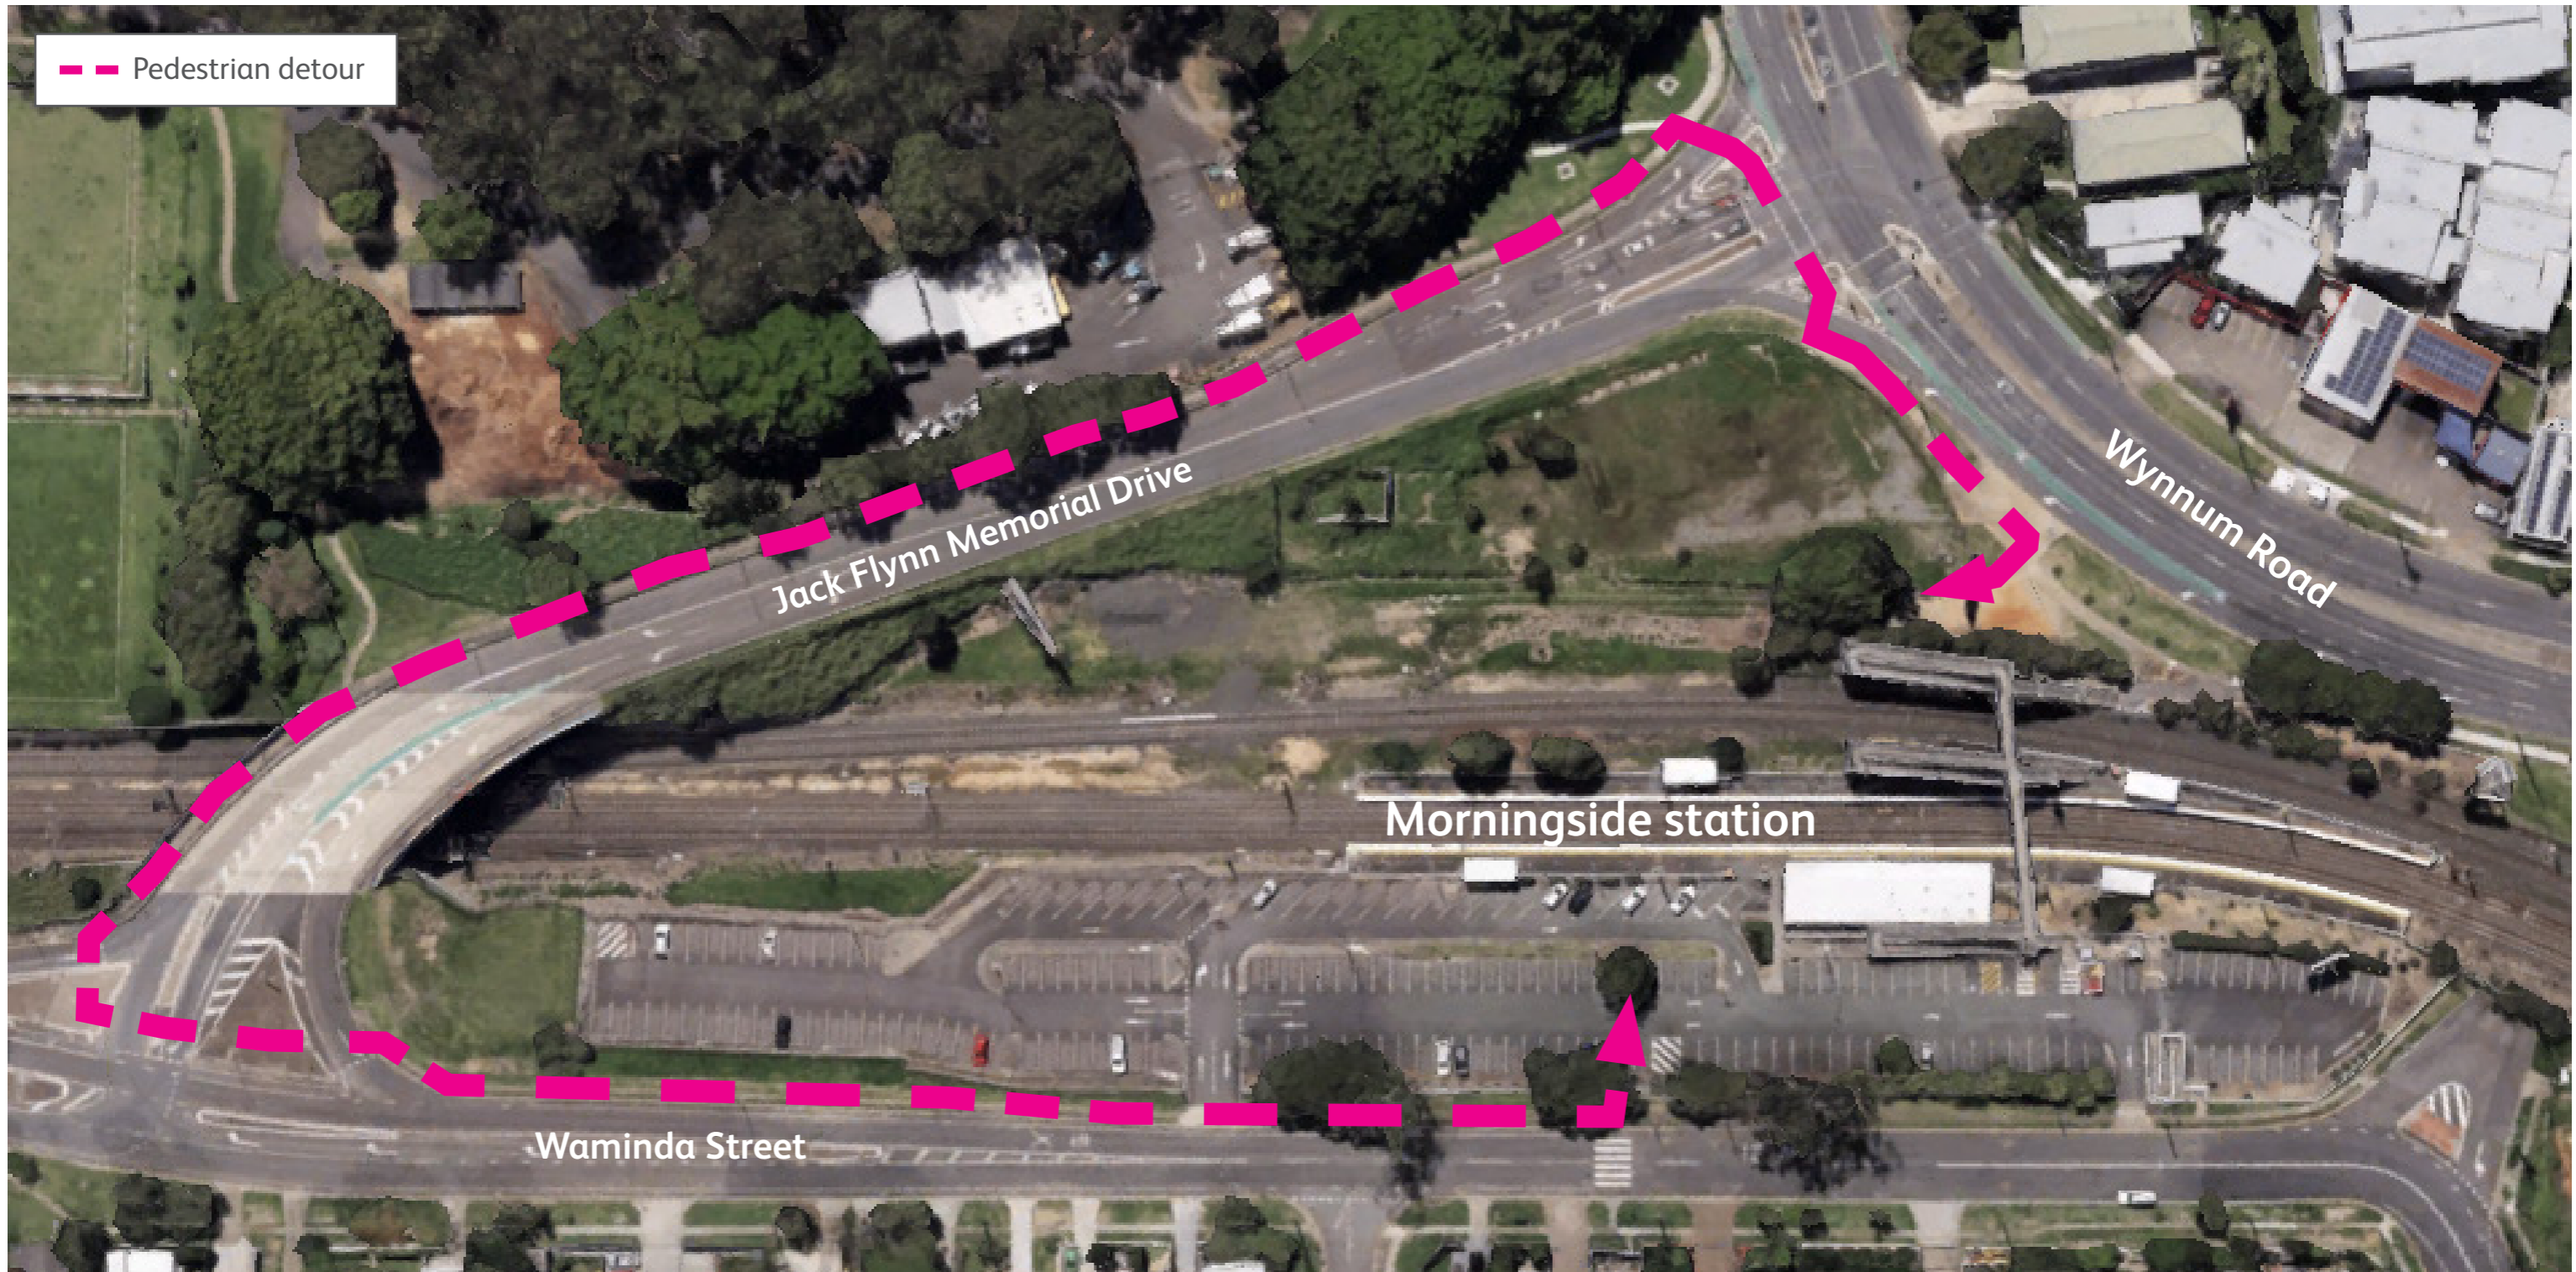 Pedestrian detour
Jack Flynn Memorial Drive
Wynnum Road
Morningside station
Waminda Street